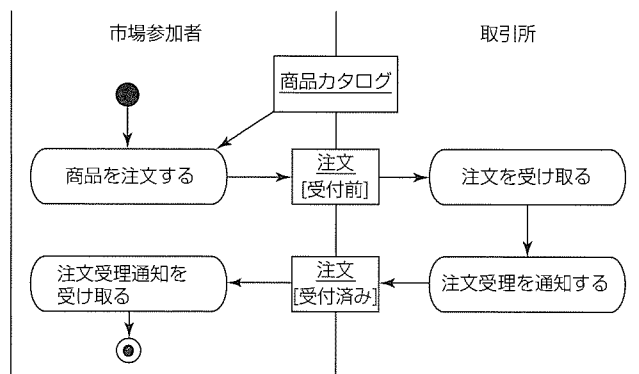 市場参加者
取引所
商品カタログ
商品を注文する
注文
[受付前]
注文を受け取る
注文受理通知を
受け取る
注文
[受付済み]
注文受理を通知する